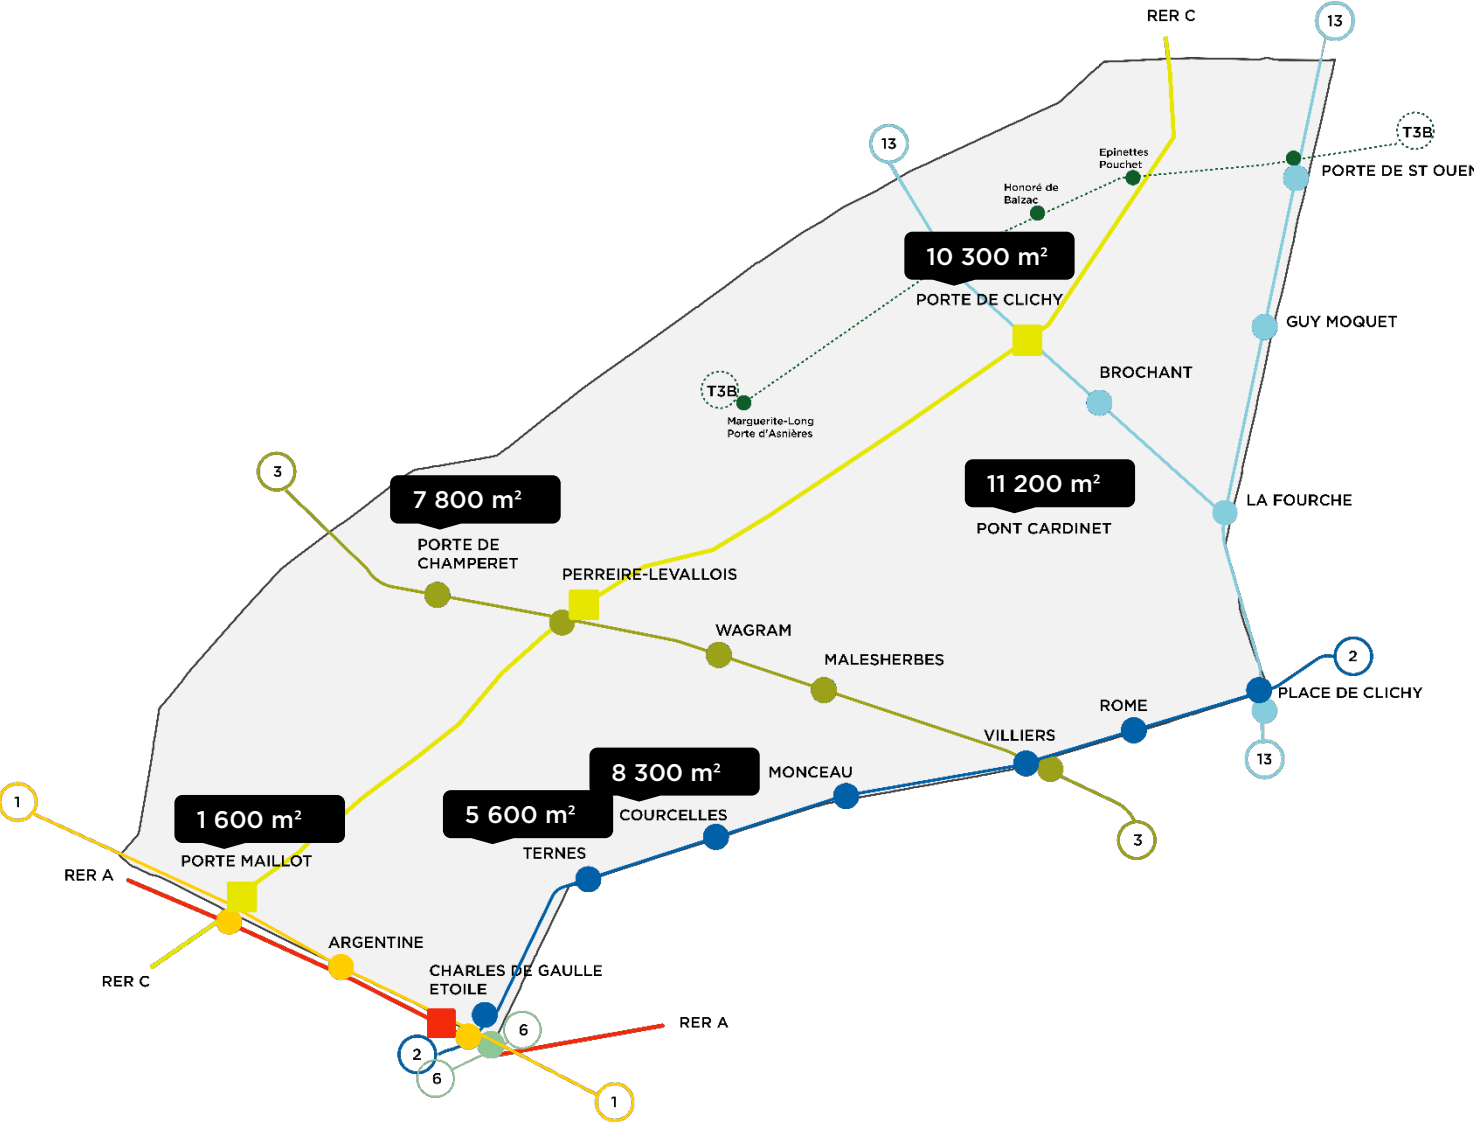 RER C
13
T3B
13
Epinettes
Pouchet
PORTE DE ST OUEN
Honoré de
Balzac
10 300 m²
PORTE DE CLICHY
GUY MOQUET
BROCHANT
T3B
Marguerite-Long
Porte d'Asnières
3
11 200 m²
PONT CARDINET
7 800 m²
LA FOURCHE
PORTE DE
CHAMPERET
PERREIRE-LEVALLOIS
WAGRAM
MALESHERBES
2
PLACE DE CLICHY
ROME
VILLIERS
13
8 300 m²
MONCEAU
1
5 600 m²
COURCELLES
1 600 m²
3
TERNES
PORTE MAILLOT
RER A
ARGENTINE
RER C
CHARLES DE GAULLE
ETOILE
RER A
6
2
6
1